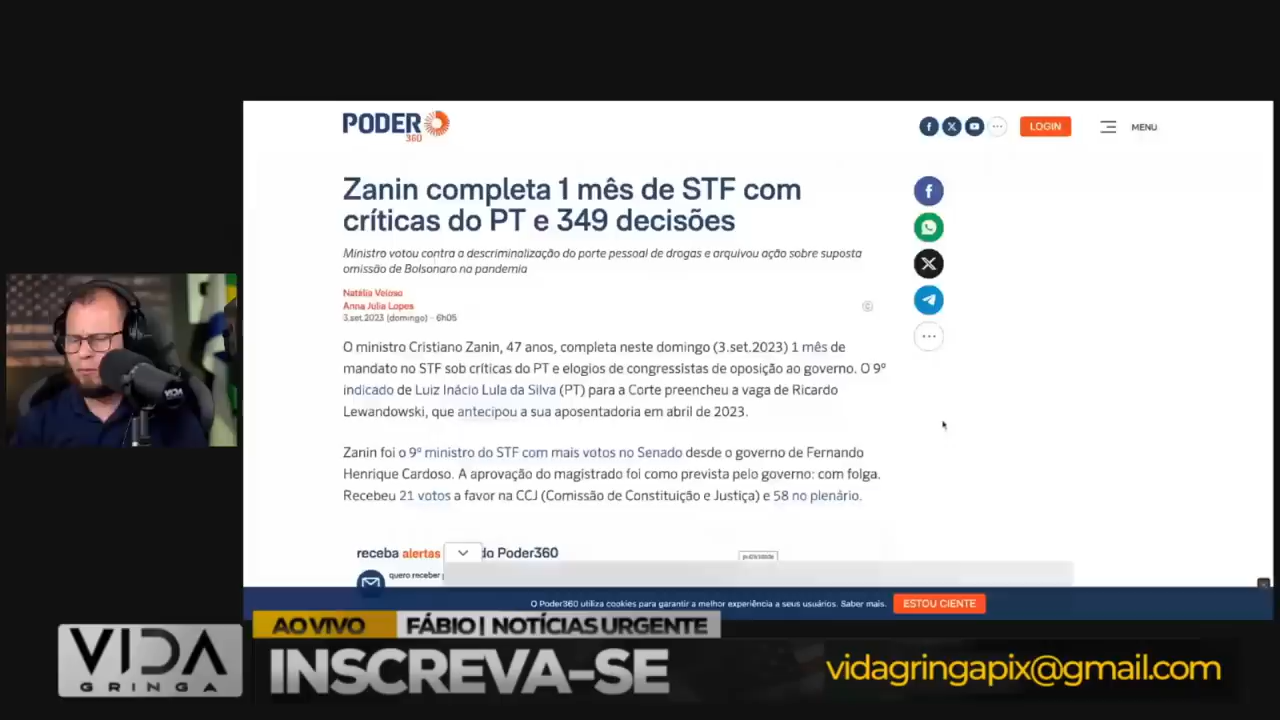 PODER
360
LOGIN
MENU
Zanin completa 1 mês de STF com
críticas do PT e 349 decisões
Ministro votou contra a descriminalização do porte pessoal de drogas e arquivou ação sobre suposta
omissão de Bolsonaro na pandemia
Natália Veloso
Anna Júlia Lopes
3.set.2023 (domingo) - 6h05
O ministro Cristiano Zanin, 47 anos, completa neste domingo (3.set.2023) 1 mês de
mandato no STF sob críticas do PT e elogios de congressistas de oposição ao governo. O 9º
indicado de Luiz Inácio Lula da Silva (PT) para a Corte preencheu a vaga de Ricardo
Lewandowski, que antecipou a sua aposentadoria em abril de 2023.
Zanin foi o 9º ministro do STF com mais votos no Senado desde o governo de Fernando
Henrique Cardoso. A aprovação do magistrado foi como prevista pelo governo: com folga.
Recebeu 21 votos a favor na CCJ (Comissão de Constituição e Justiça) e 58 no plenário.
receba alertas do Poder360
publicidade
quero receber
O Poder360 utiliza cookies para garantir a melhor experiência a seus usuários. Saber mais.
ESTOU CIENTE
AO VIVO
FÁBIO | NOTÍCIAS URGENTE
VIDA
GRINGA
INSCREVA-SE
vidagringapix@gmail.com